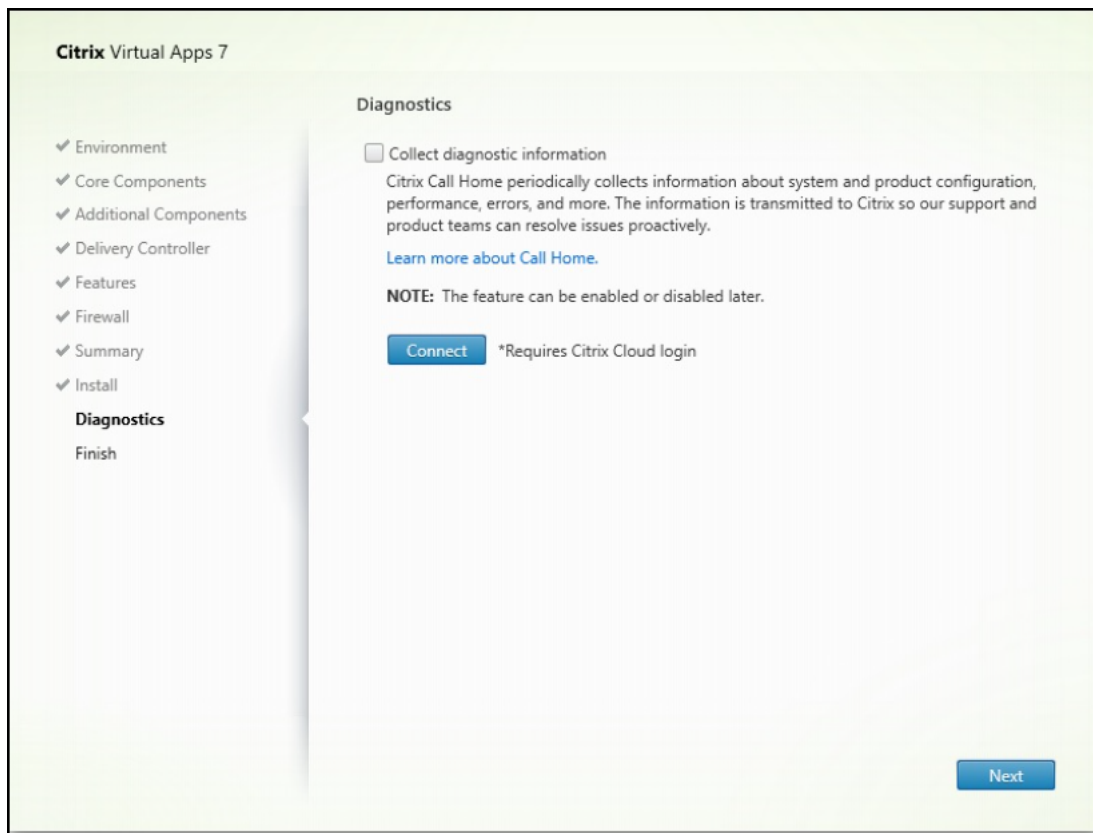 Citrix Virtual Apps 7
Environment
Core Components
Additional Components
Delivery Controller
Features
Firewall
Summary
Install
Diagnostics
Finish
Diagnostics
Collect diagnostic information
Citrix Call Home periodically collects information about system and product configuration,
performance, errors, and more. The information is transmitted to Citrix so our support and
product teams can resolve issues proactively.
Learn more about Call Home.
NOTE: The feature can be enabled or disabled later.
Connect *Requires Citrix Cloud login
Next